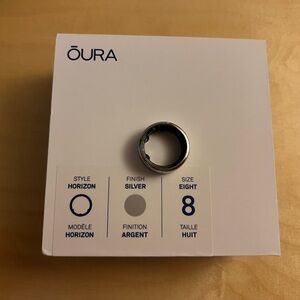 ŌURA
STYLE
HORIZON
MODÈLE
HORIZON
FINISH
SILVER
FINITION
ARGENT
SIZE
EIGHT
8
TAILLE
HUIT